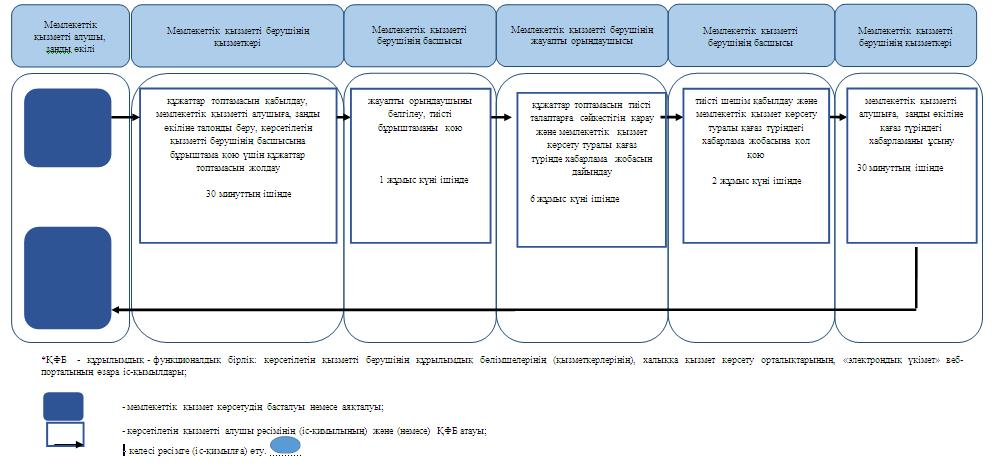 Мемлекеттік
қызметті алушы,
заңды өкілі
Мемлекеттік қызметті берушінің
қызметкері
Мемлекеттік қызметті
берушінің басшысы
Мемлекеттік қызметті берушінің
жауапты орындаушысы
Мемлекеттік қызметті
берушінің басшысы
Мемлекеттік қызметті
берушінің қызметкері
құжаттар топтамасын қабылдау,
мемлекеттік қызметті алушыға, заңды
өкіліне талонды беру, көрсетілетін
қызметті берушінің басшысына
бұрыштама қою үшін құжаттар
топтамасын жолдау
30 минуттың ішінде
жауапты орындаушыны
белгілеу, тиісті
бұрыштаманы қою
1 жұмыс күні ішінде
құжаттар топтамасын тиісті
талаптарға сәйкестігін қарау
және мемлекеттік қызмет
көрсету туралы қағаз
түрінде хабарлама жобасын
дайындау
6 жұмыс күні ішінде
тиісті шешім қабылдау және
мемлекеттік қызмет көрсету
туралы қағаз түріндегі
хабарлама жобасына қол
қою
2 жұмыс күні ішінде
мемлекеттік қызметті
алушыға, заңды өкіліне
қағаз түріндегі
хабарламаны ұсыну
30 минуттың ішінде
*ҚФБ - құрылымдық - функционалдық бірлік: көрсетілетін қызметті берушінің құрылымдық бөлімшелерінің (қызметкерлерінің), халыққа қызмет көрсету орталықтарының, «электрондық үкімет» веб-
порталының өзара іс-қимылдары;
- мемлекеттік қызмет көрсетудің басталуы немесе аяқталуы;
- көрсетілетін қызметті алушы рәсімінің (іс-қимылының) және (немесе) ҚФБ атауы;
- келесі рәсімге (іс-қимылға) өту.